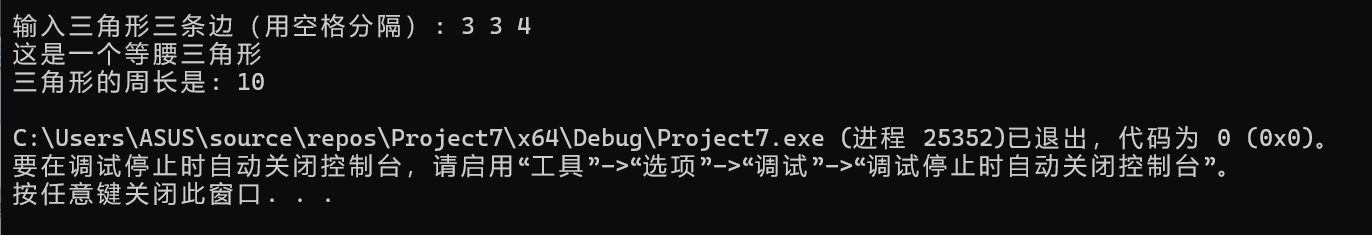 输入三角形三条边（用空格分隔）: 3 3 4
这是一个等腰三角形
三角形的周长是: 10
C:\Users\ASUS\source\repos\Project7\x64\Debug\Project7.exe (进程 25352)已退出，代码为 0 (0x0)。
要在调试停止时自动关闭控制台，请启用“工具”->“选项”->“调试”->“调试停止时自动关闭控制台”。
按任意键关闭此窗口. . .